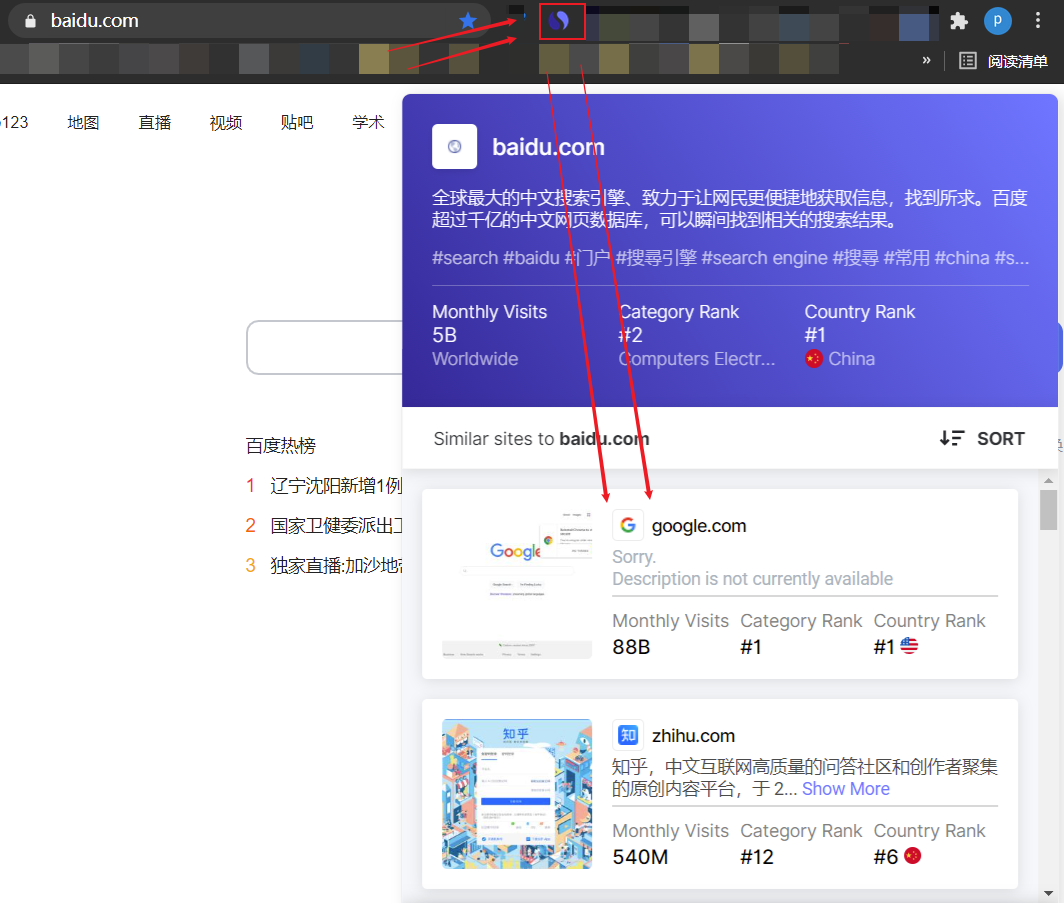 baidu.com
»
阅读清单
P
123
地图
直播
视频
贴吧
学术
百度热榜
1 辽宁沈阳新增1例
2 国家卫健委派出工
3 独家直播:加沙地
baidu.com
全球最大的中文搜索引擎、致力于让网民更便捷地获取信息，找到所求。百度
超过千亿的中文网页数据库，可以瞬间找到相关的搜索结果。
#search #baidu #门户 #搜尋引擎 #search engine #搜尋 #常用 #china #s...
Monthly Visits Category Rank Country Rank
5B #2 #1
Worldwide Computers Electr... China
Similar sites to baidu.com
SORT
Google
google.com
Sorry.
Description is not currently available
Monthly Visits Category Rank Country Rank
88B #1 #1
知乎
知 zhihu.com
知乎，中文互联网高质量的问答社区和创作者聚集
的原创内容平台，于 2... Show More
Monthly Visits Category Rank Country Rank
540M #12 #6